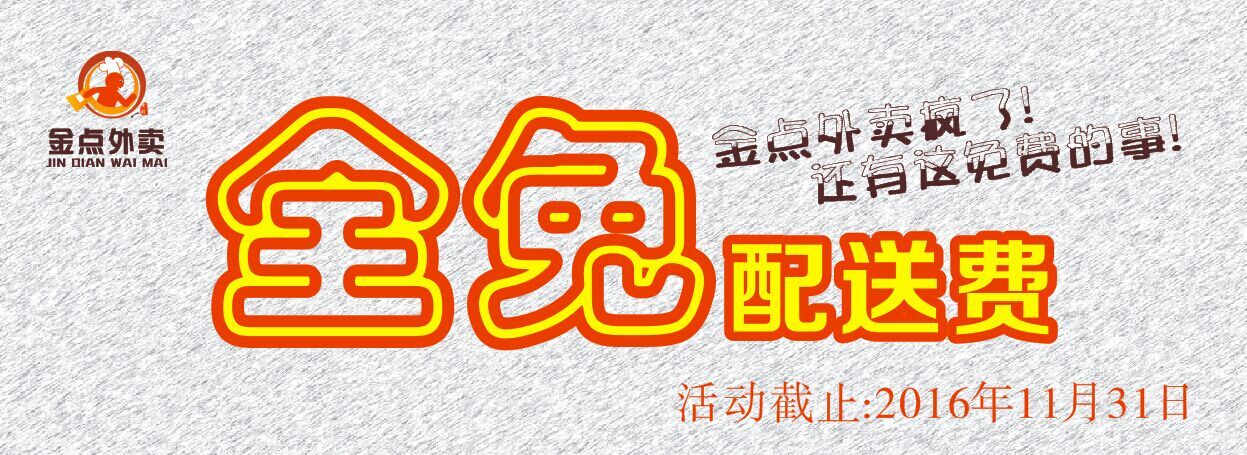 金点外卖
JIN DIAN WAI MAI
金点外卖疯了!
还有这免费的事!
全免配送费
活动截止:2016年11月31日